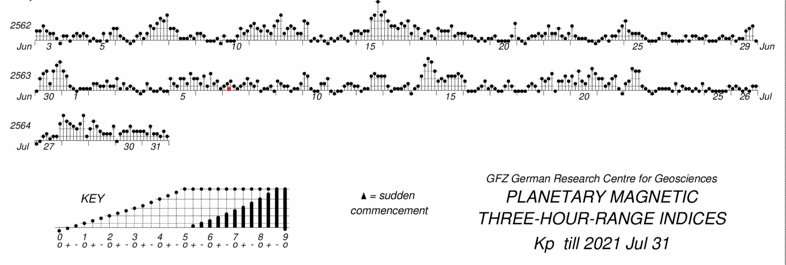 2562
Jun 3 5 10 15 20 25 29 Jun
2563
Jun 30 1 5 10 15 20 25 26 Jul
2564
Jul 27 30 31
KEY
▲ = sudden
commencement
0 1 2 3 4 5 6 7 8 9
o + - o + - o + - o + - o + - o + - o + - o + - o + - o
GFZ German Research Centre for Geosciences
PLANETARY MAGNETIC
THREE-HOUR-RANGE INDICES
Kp till 2021 Jul 31